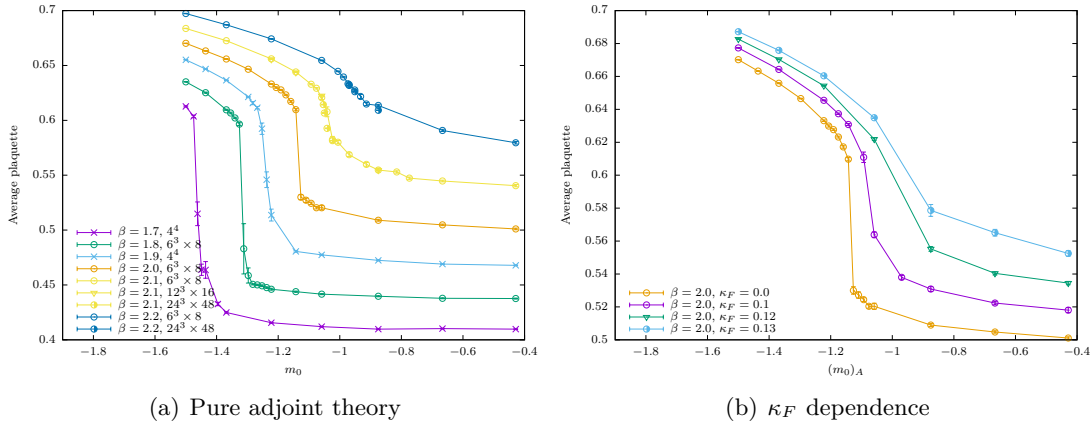 0.7
0.65
0.6
0.55
0.5
0.45
0.4
Average plaquette
−1.8 −1.6 −1.4 −1.2 −1 −0.8 −0.6 −0.4
m₀
β = 1.7, 4⁴
β = 1.8, 6³ × 8
β = 1.9, 4⁴
β = 2.0, 6³ × 8
β = 2.1, 6³ × 8
β = 2.1, 12³ × 16
β = 2.1, 24³ × 48
β = 2.2, 6³ × 8
β = 2.2, 24³ × 48
(a) Pure adjoint theory
0.7
0.68
0.66
0.64
0.62
0.6
0.58
0.56
0.54
0.52
0.5
Average plaquette
−1.8 −1.6 −1.4 −1.2 −1 −0.8 −0.6 −0.4
(m₀)_A
β = 2.0, κ_F = 0.0
β = 2.0, κ_F = 0.1
β = 2.0, κ_F = 0.12
β = 2.0, κ_F = 0.13
(b) κ_F dependence